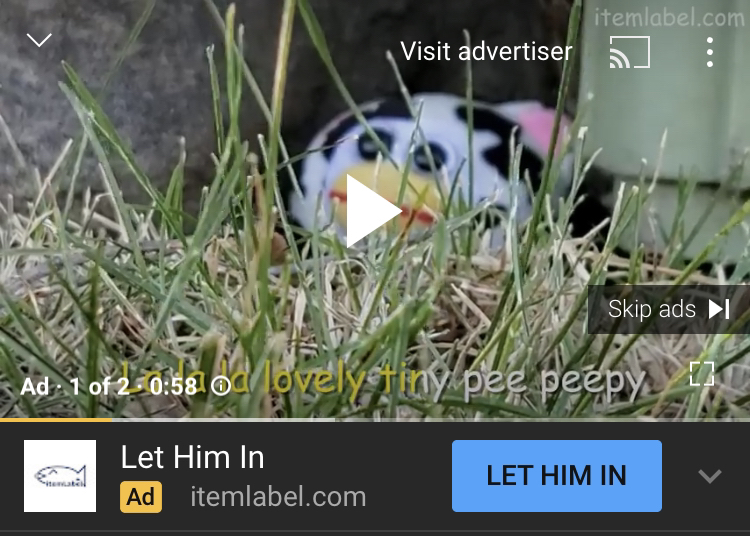 itemlabel.com
Visit advertiser
Skip ads
La la la lovely tiny pee peepy
Ad · 1 of 2 · 0:58
itemlabel
Let Him In
LET HIM IN
Ad itemlabel.com